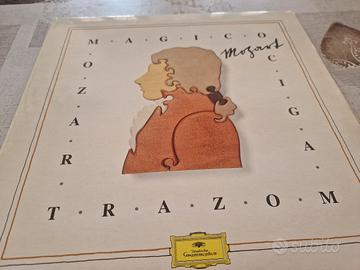 M·A·G·I·C·O
M·O·Z·A·R·T
O·C·I·G·A·M
T·R·A·Z·O·M
Mozart
Deutsche
Grammophon
subito